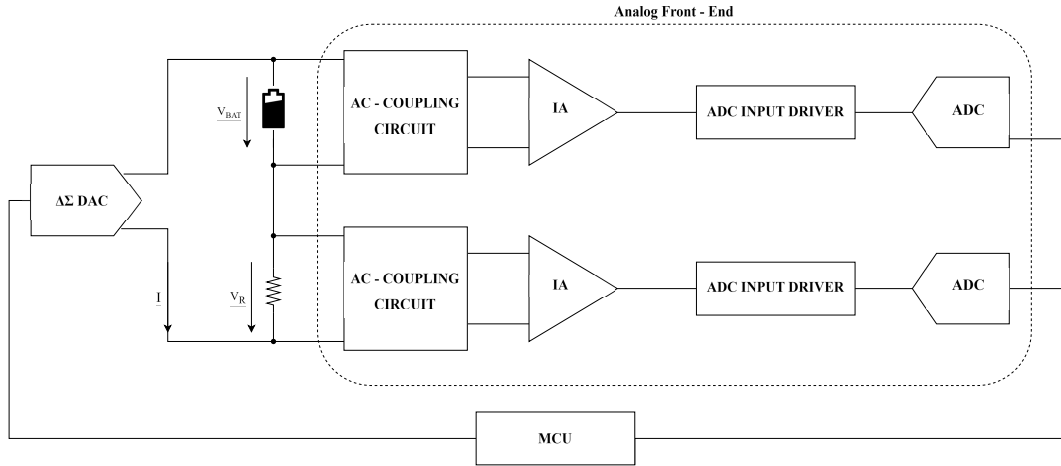 Analog Front - End
AC - COUPLING
CIRCUIT
IA
ADC INPUT DRIVER
ADC
V_BAT
ΔΣ DAC
AC - COUPLING
CIRCUIT
IA
ADC INPUT DRIVER
ADC
I
V_R
MCU